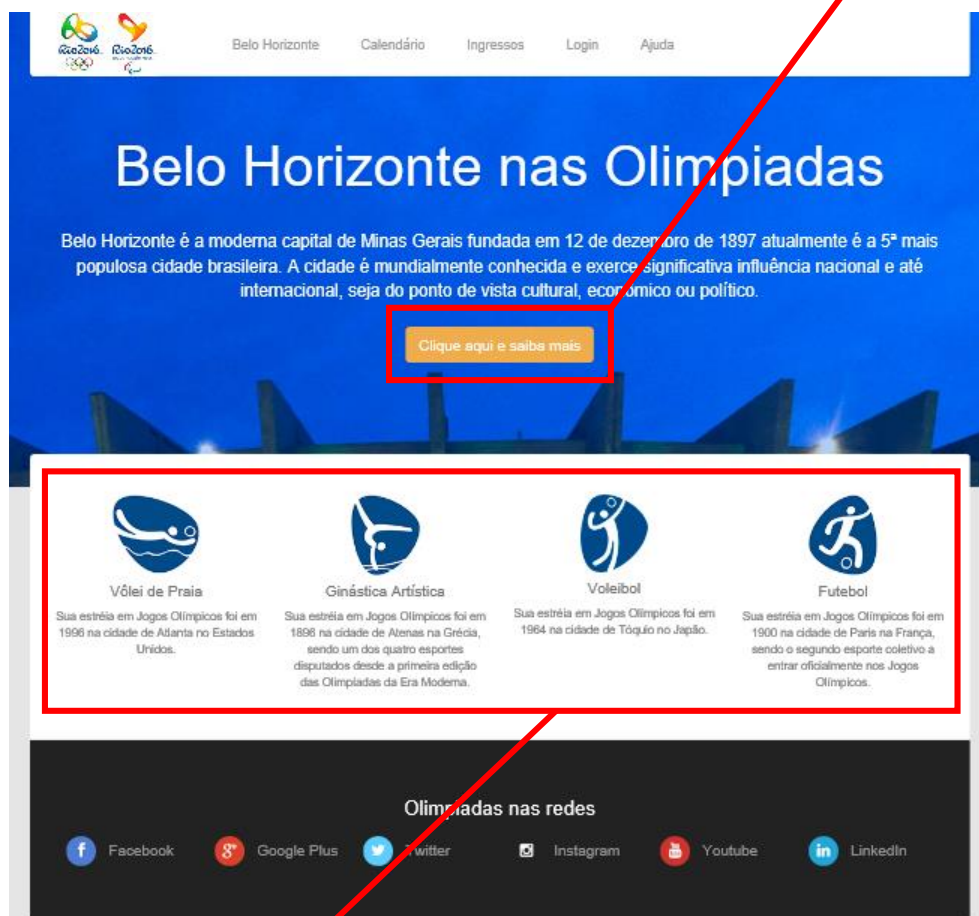 Rio2016 Rio2016
Belo Horizonte Calendário Ingressos Login Ajuda
Belo Horizonte nas Olimpiadas
Belo Horizonte é a moderna capital de Minas Gerais fundada em 12 de dezembro de 1897 atualmente é a 5ª mais
populosa cidade brasileira. A cidade é mundialmente conhecida e exerce significativa influência nacional e até
internacional, seja do ponto de vista cultural, econômico ou político.
Clique aqui e saiba mais
Vôlei de Praia
Sua estréia em Jogos Olímpicos foi em
1996 na cidade de Atlanta no Estados
Unidos.
Ginástica Artística
Sua estréia em Jogos Olímpicos foi em
1896 na cidade de Atenas na Grécia,
sendo um dos quatro esportes
disputados desde a primeira edição
das Olimpiadas da Era Moderna.
Voleibol
Sua estréia em Jogos Olímpicos foi em
1964 na cidade de Tóquio no Japão.
Futebol
Sua estréia em Jogos Olímpicos foi em
1900 na cidade de Paris na França,
sendo o segundo esporte coletivo a
entrar oficialmente nos Jogos
Olímpicos.
Olimpiadas nas redes
Facebook Google Plus Twitter Instagram Youtube LinkedIn